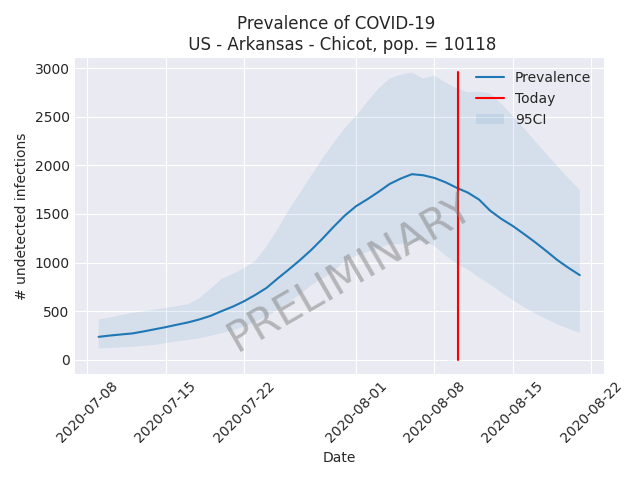 Prevalence of COVID-19
US - Arkansas - Chicot, pop. = 10118
3000
2500
2000
1500
1000
500
0
# undetected infections
Prevalence
Today
95CI
PRELIMINARY
2020-07-08
2020-07-15
2020-07-22
2020-08-01
2020-08-08
2020-08-15
2020-08-22
Date